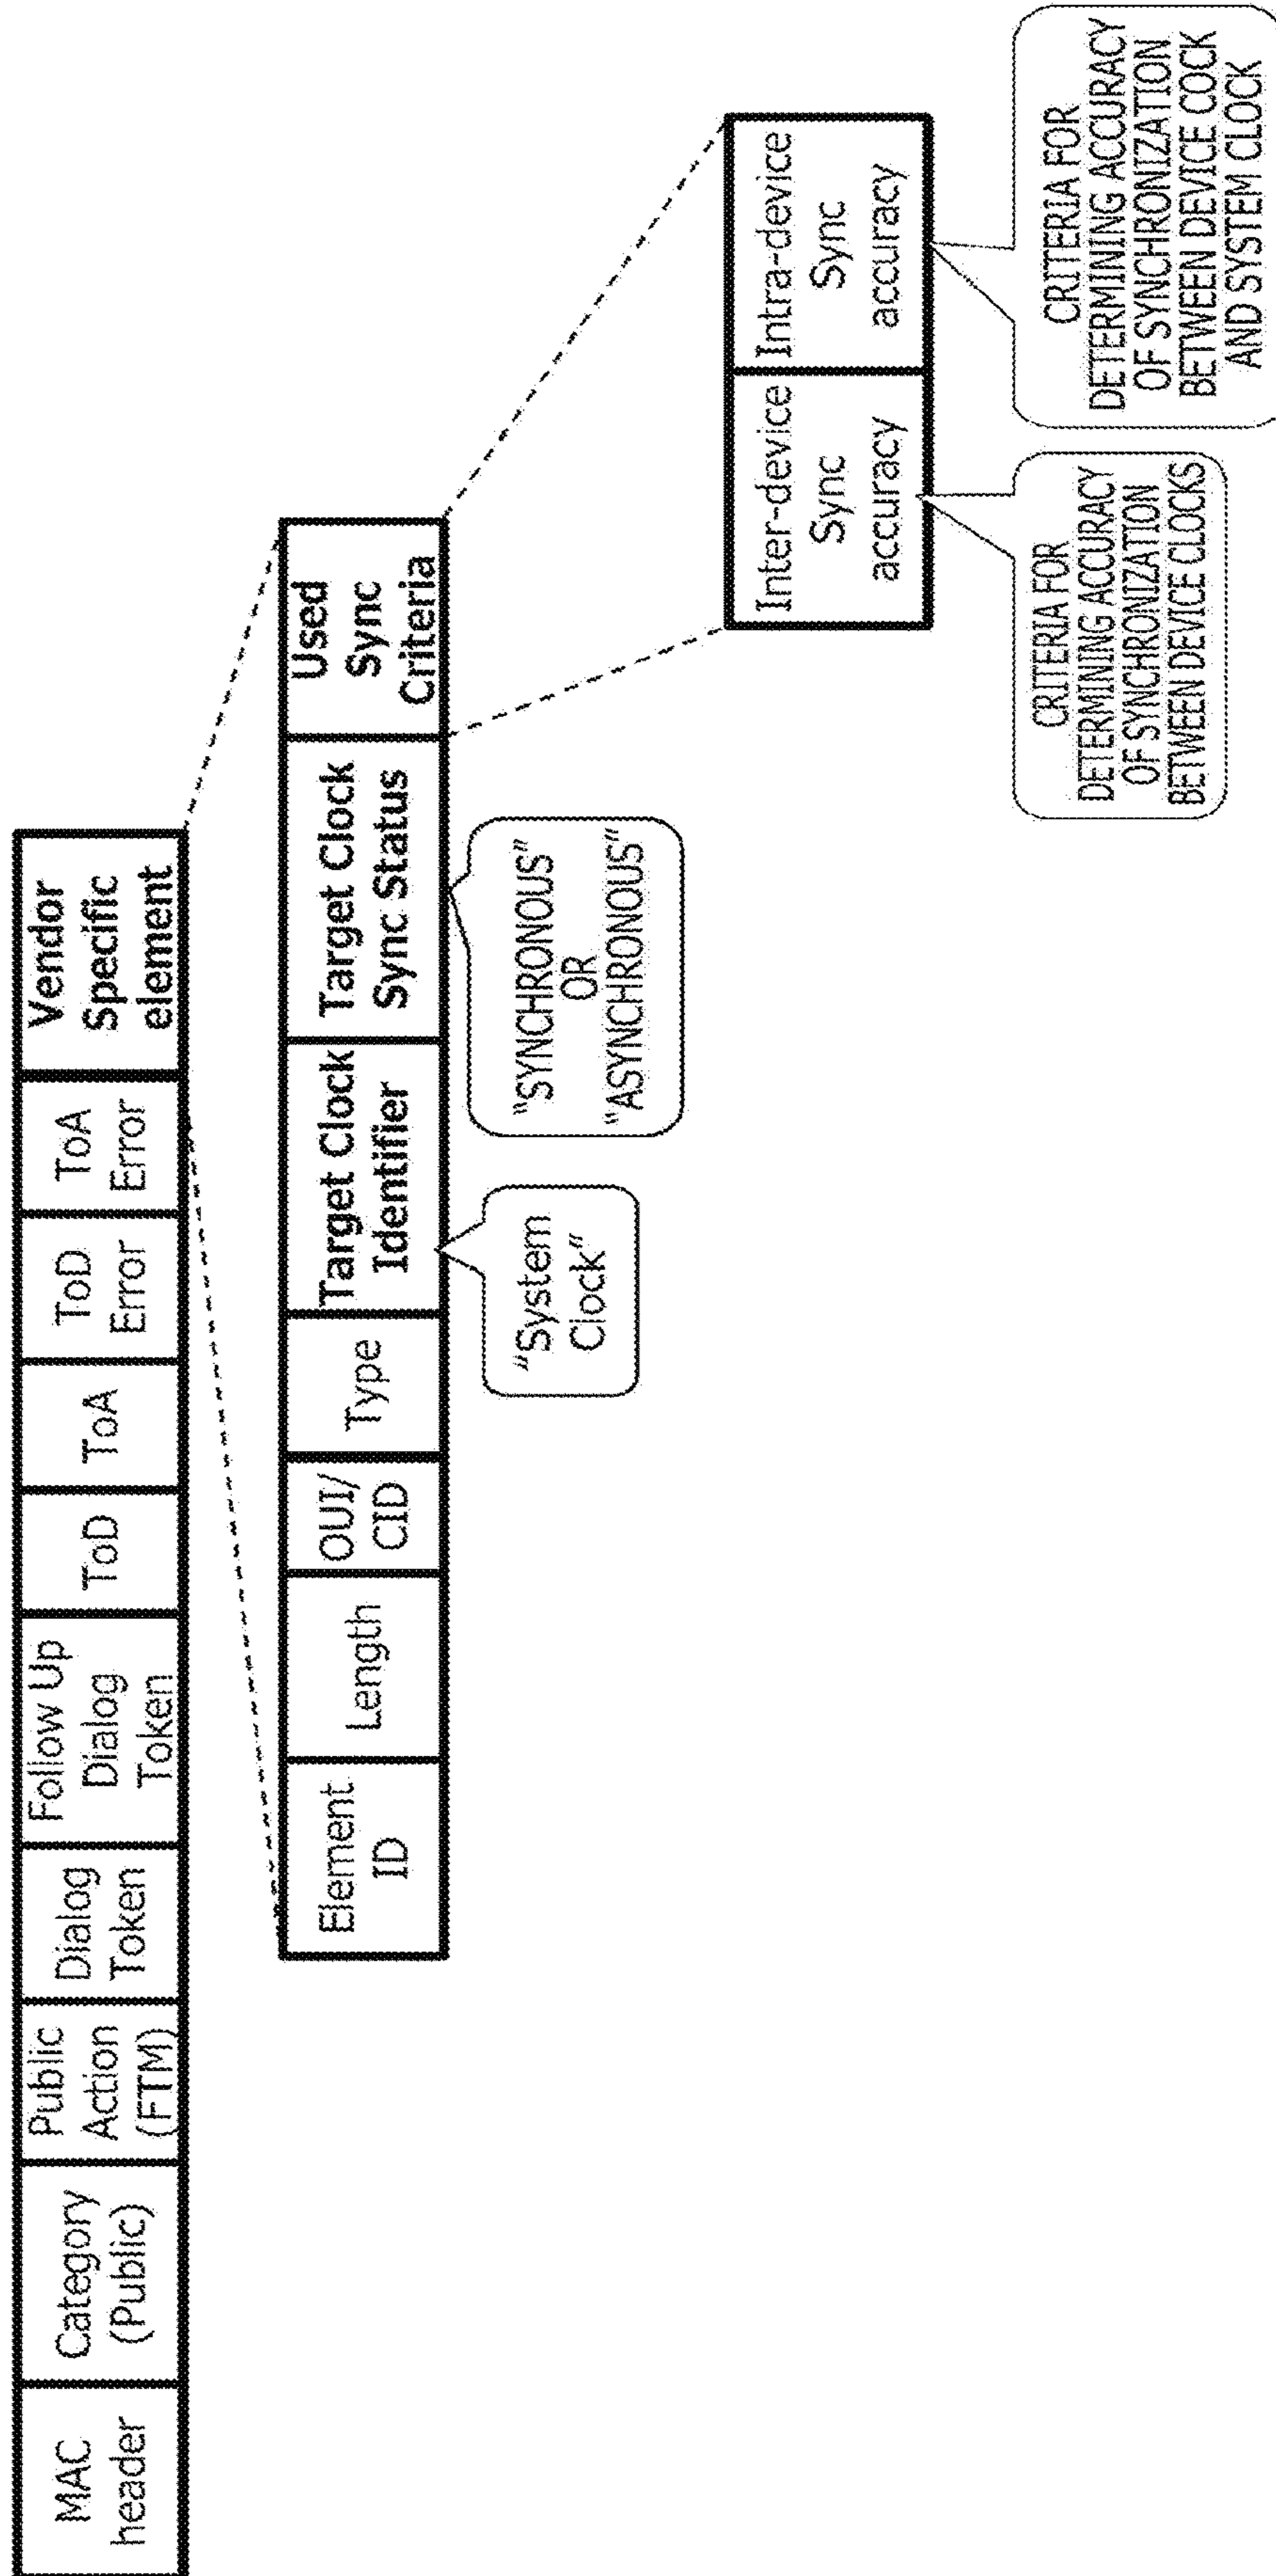 MAC
header
Category
(Public)
Public
Action
(FTM)
Dialog
Token
Follow Up
Dialog
Token
ToD
ToA
ToD
Error
ToA
Error
Vendor
Specific
element
Element
ID
Length
OUI/
CID
Type
Target Clock
Identifier
Target Clock
Sync Status
Used
Sync
Criteria
"System
Clock"
"SYNCHRONOUS"
OR
"ASYNCHRONOUS"
Inter-device
Sync
accuracy
Intra-device
Sync
accuracy
CRITERIA FOR
DETERMINING ACCURACY
OF SYNCHRONIZATION
BETWEEN DEVICE CLOCKS
CRITERIA FOR
DETERMINING ACCURACY
OF SYNCHRONIZATION
BETWEEN DEVICE COCK
AND SYSTEM CLOCK